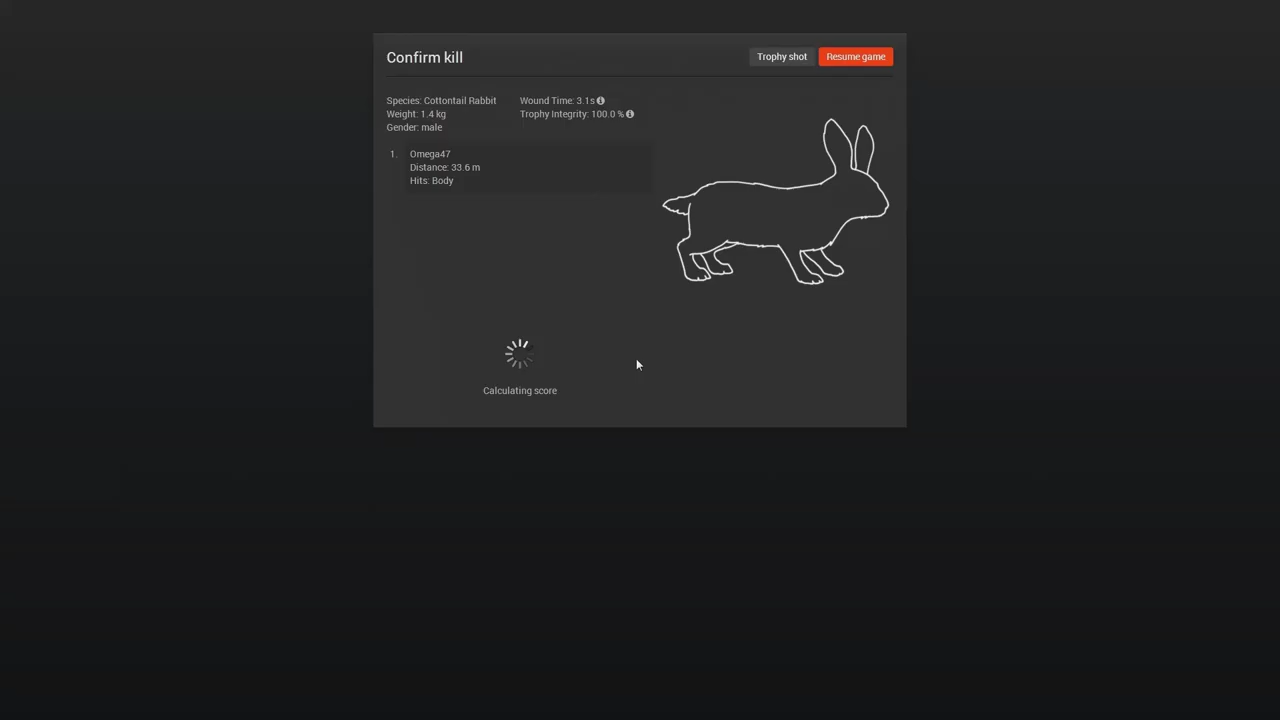 Confirm kill
Trophy shot
Resume game
Species: Cottontail Rabbit
Weight: 1.4 kg
Gender: male
Wound Time: 3.1s
Trophy Integrity: 100.0 %
1.
Omega47
Distance: 33.6 m
Hits: Body
Calculating score